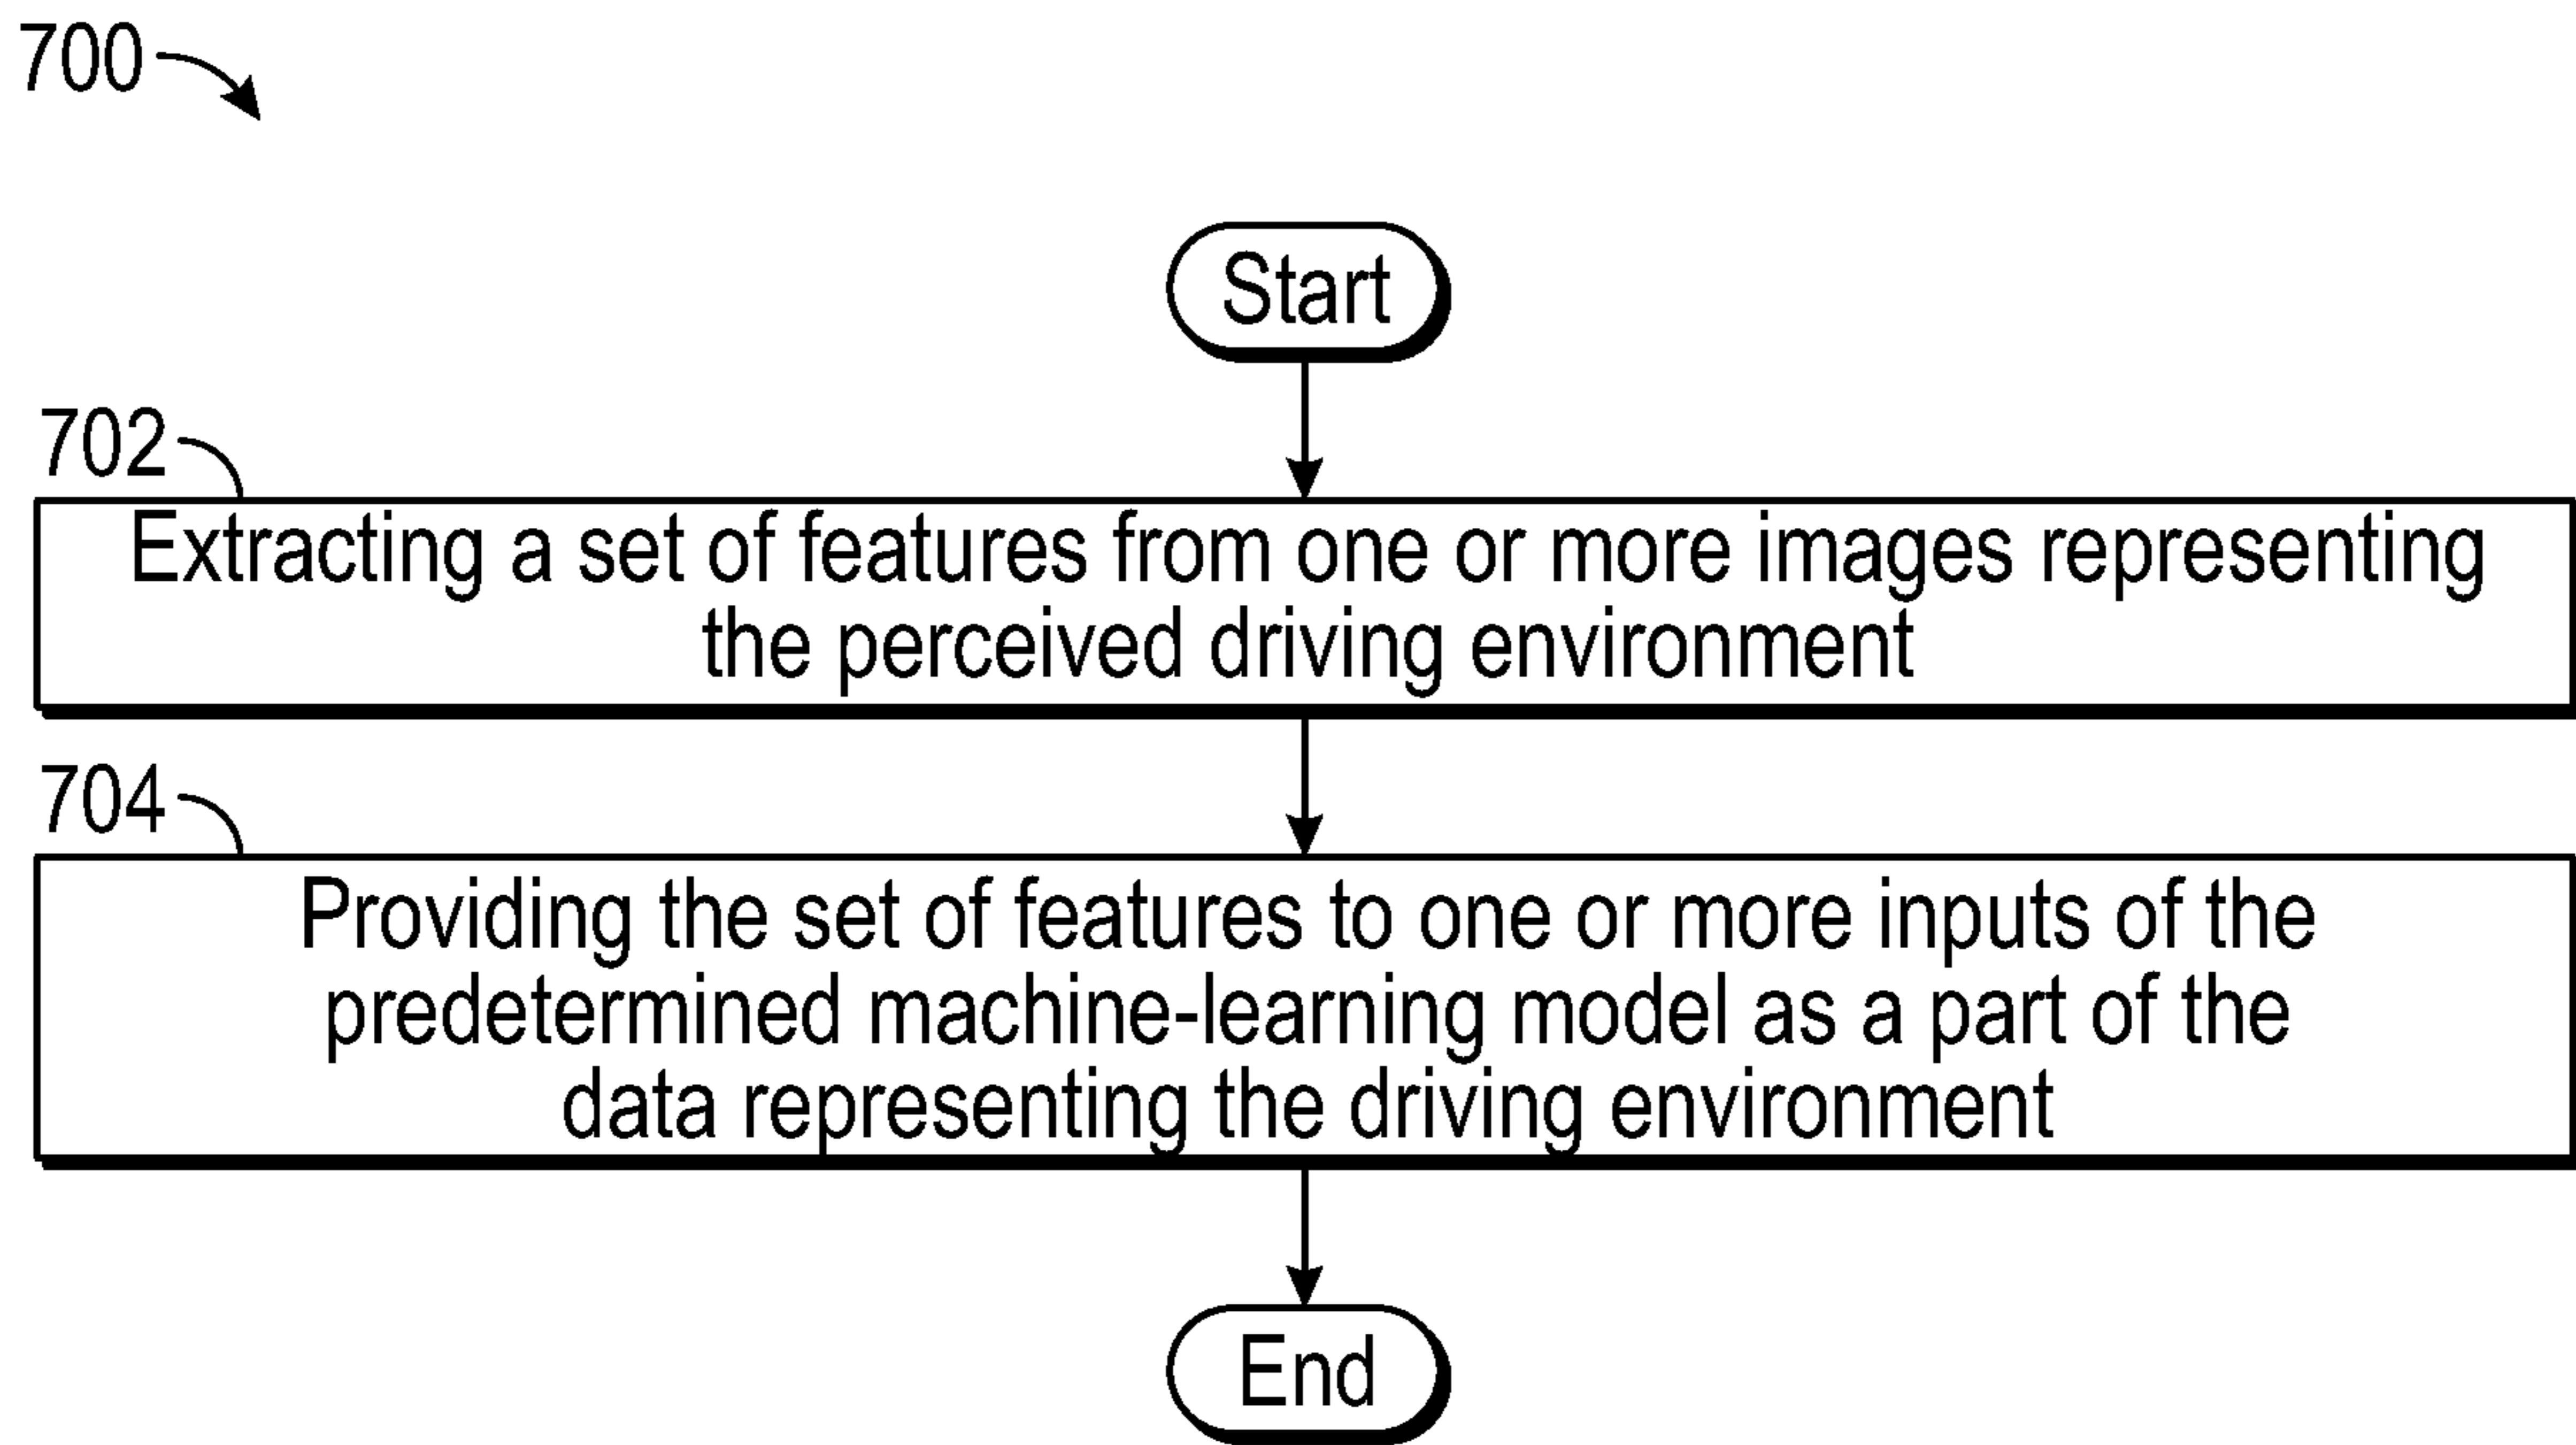 700
Start
702
Extracting a set of features from one or more images representing
the perceived driving environment
704
Providing the set of features to one or more inputs of the
predetermined machine-learning model as a part of the
data representing the driving environment
End